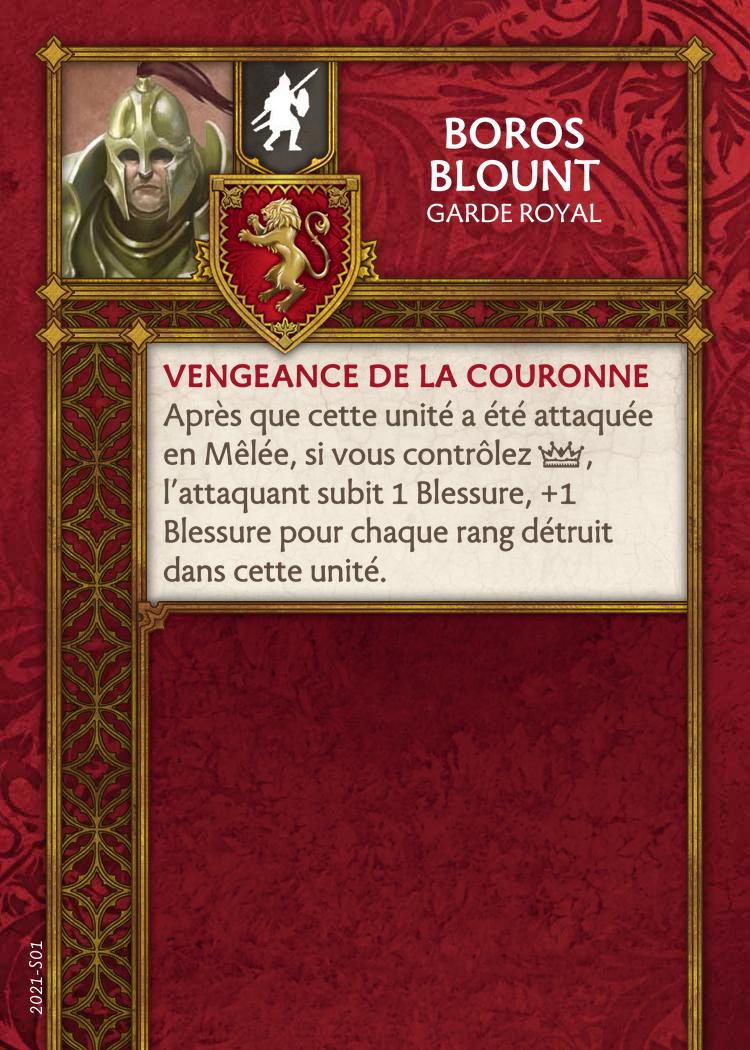 BOROS
BLOUNT
GARDE ROYAL
VENGEANCE DE LA COURONNE
Après que cette unité a été attaquée
en Mêlée, si vous contrôlez ,
l'attaquant subit 1 Blessure, +1
Blessure pour chaque rang détruit
dans cette unité.
2021-S01